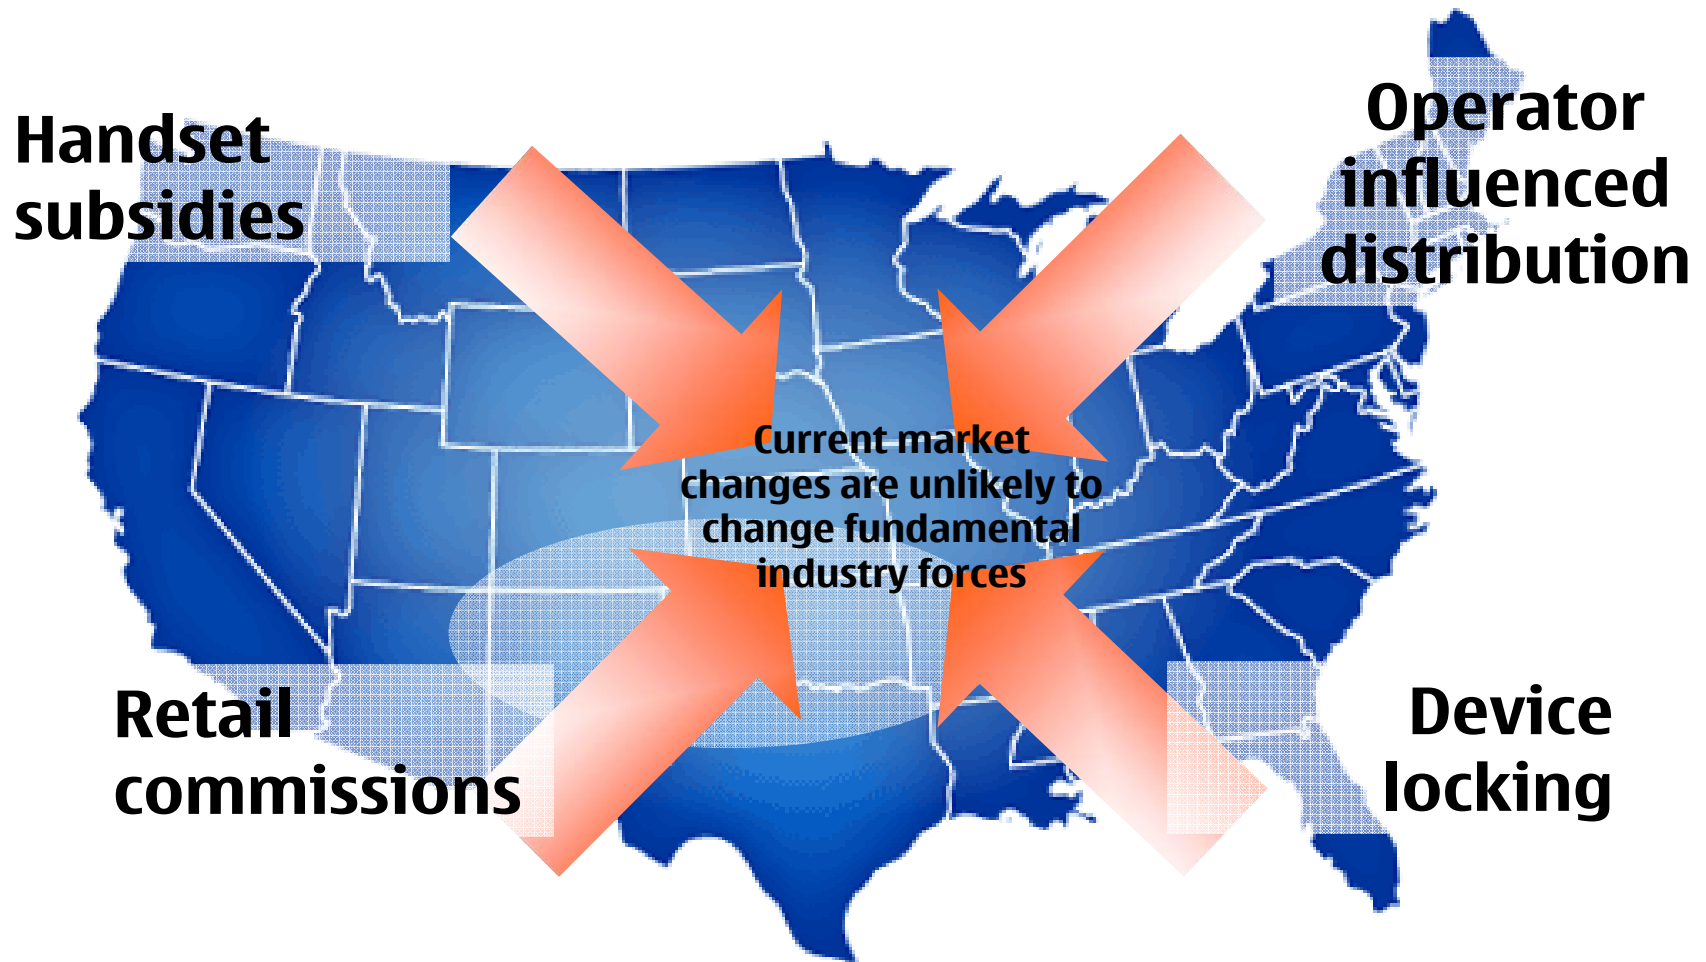 Handset
subsidies
Operator
influenced
distribution
Current market
changes are unlikely to
change fundamental
industry forces
Retail
commissions
Device
locking